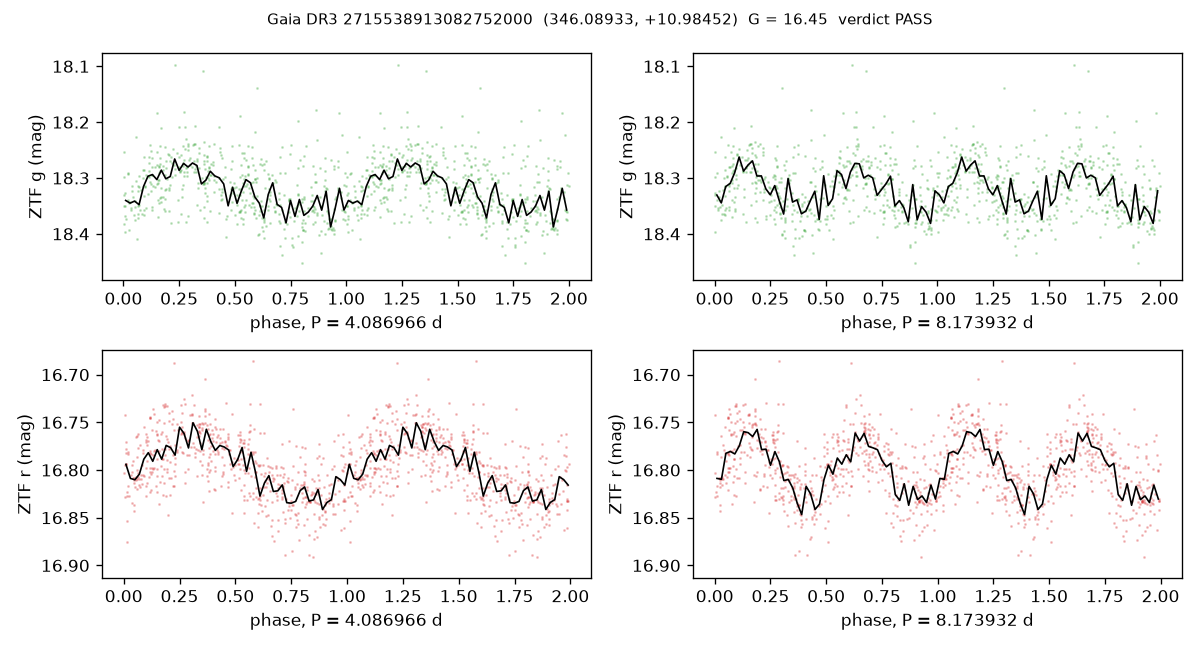 Gaia DR3 2715538913082752000  (346.08933, +10.98452)  G = 16.45  verdict PASS
18.1
18.2
18.3
18.4
ZTF g (mag)
0.00 0.25 0.50 0.75 1.00 1.25 1.50 1.75 2.00
phase, P = 4.086966 d
18.1
18.2
18.3
18.4
ZTF g (mag)
0.00 0.25 0.50 0.75 1.00 1.25 1.50 1.75 2.00
phase, P = 8.173932 d
16.70
16.75
16.80
16.85
16.90
ZTF r (mag)
0.00 0.25 0.50 0.75 1.00 1.25 1.50 1.75 2.00
phase, P = 4.086966 d
16.70
16.75
16.80
16.85
16.90
ZTF r (mag)
0.00 0.25 0.50 0.75 1.00 1.25 1.50 1.75 2.00
phase, P = 8.173932 d